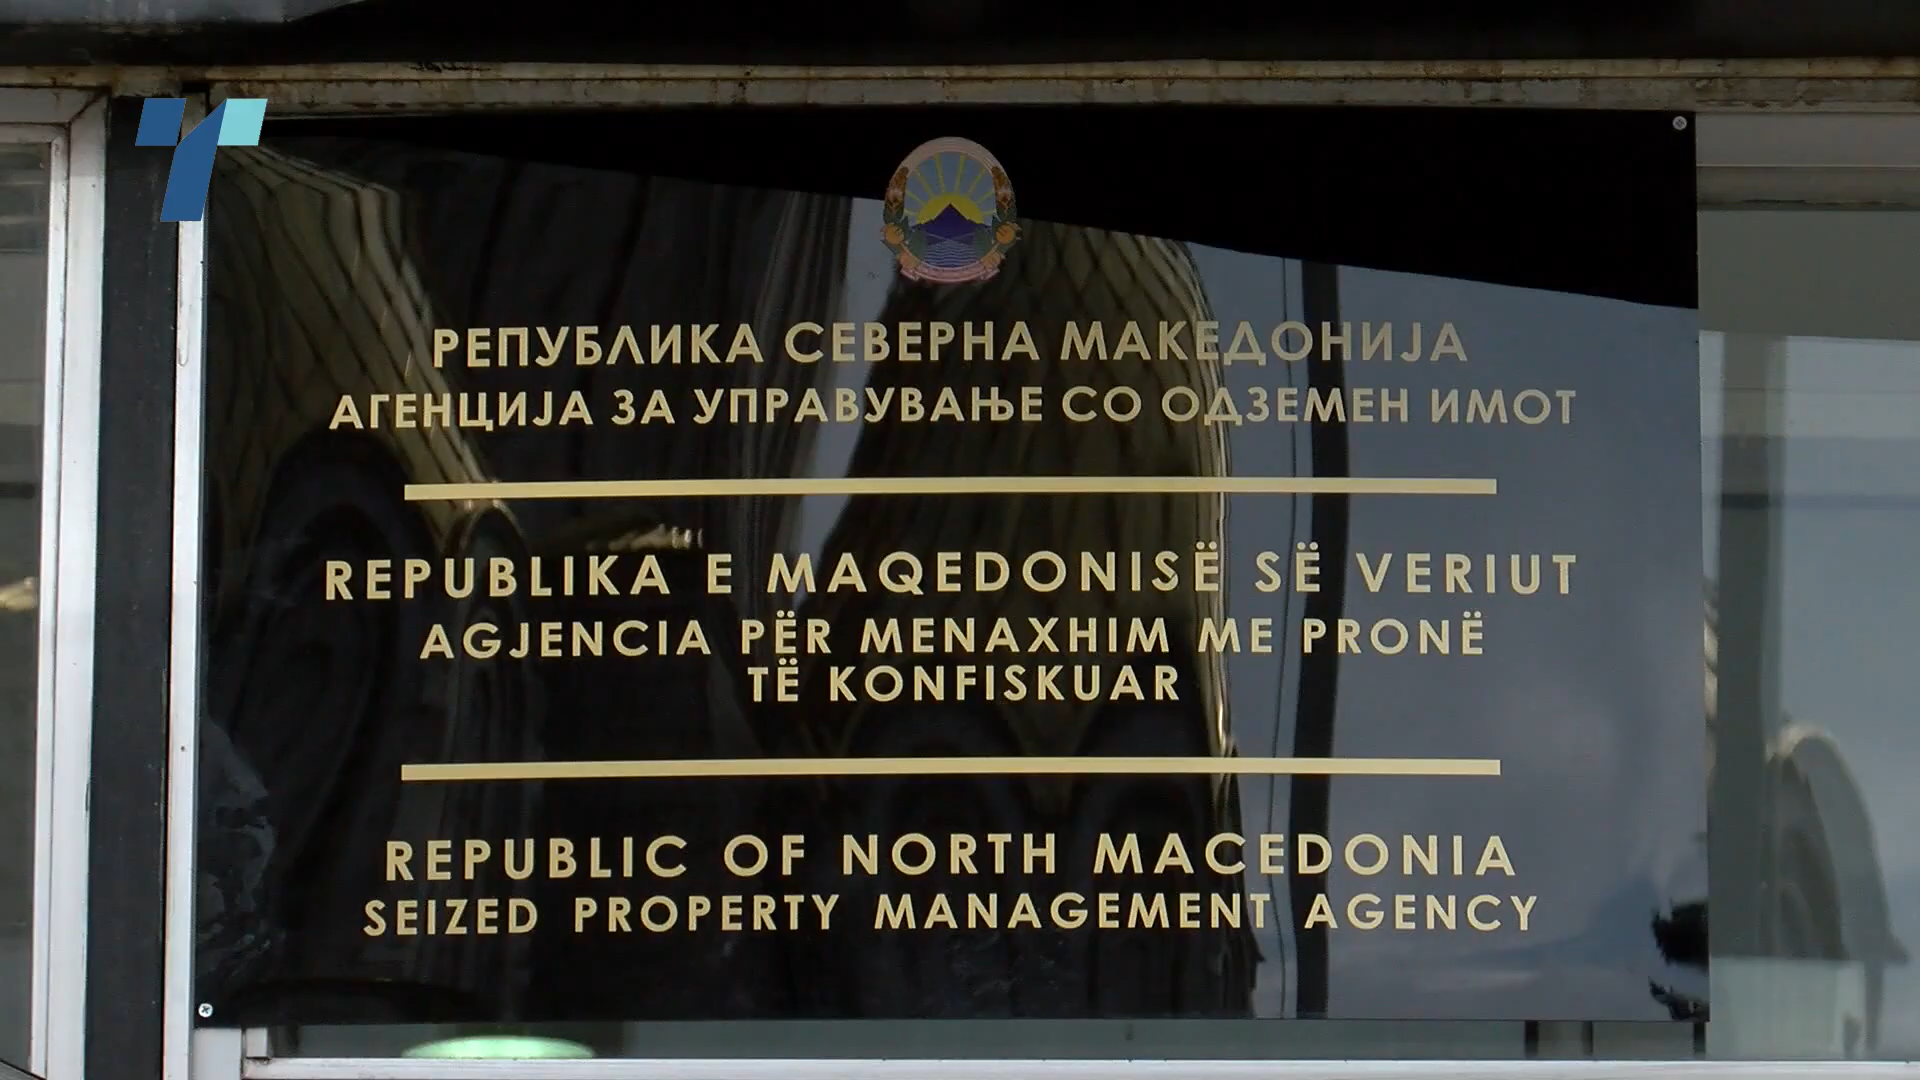 РЕПУБЛИКА СЕВЕРНА МАКЕДОНИЈА
АГЕНЦИЈА ЗА УПРАВУВАЊЕ СО ОДЗЕМЕН ИМОТ
REPUBLIKA E MAQEDONISË SË VERIUT
AGJENCIA PËR MENAXHIM ME PRONË
TË KONFISKUAR
REPUBLIC OF NORTH MACEDONIA
SEIZED PROPERTY MANAGEMENT AGENCY